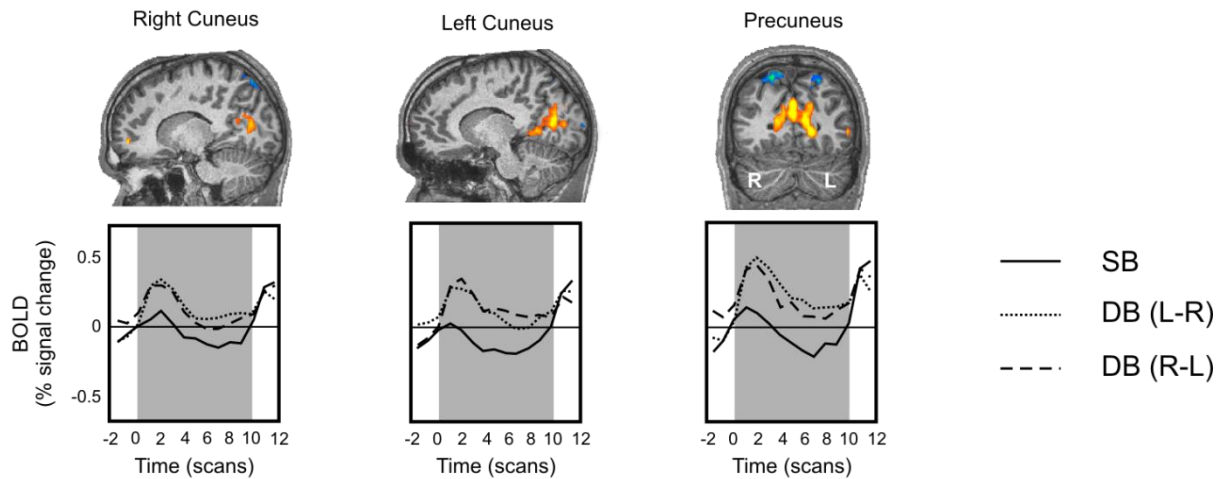 Right Cuneus
Left Cuneus
Precuneus
R L
BOLD
(% signal change)
0.5
0
-0.5
-2 0 2 4 6 8 10 12
Time (scans)
-2 0 2 4 6 8 10 12
Time (scans)
-2 0 2 4 6 8 10 12
Time (scans)
SB
DB (L-R)
DB (R-L)